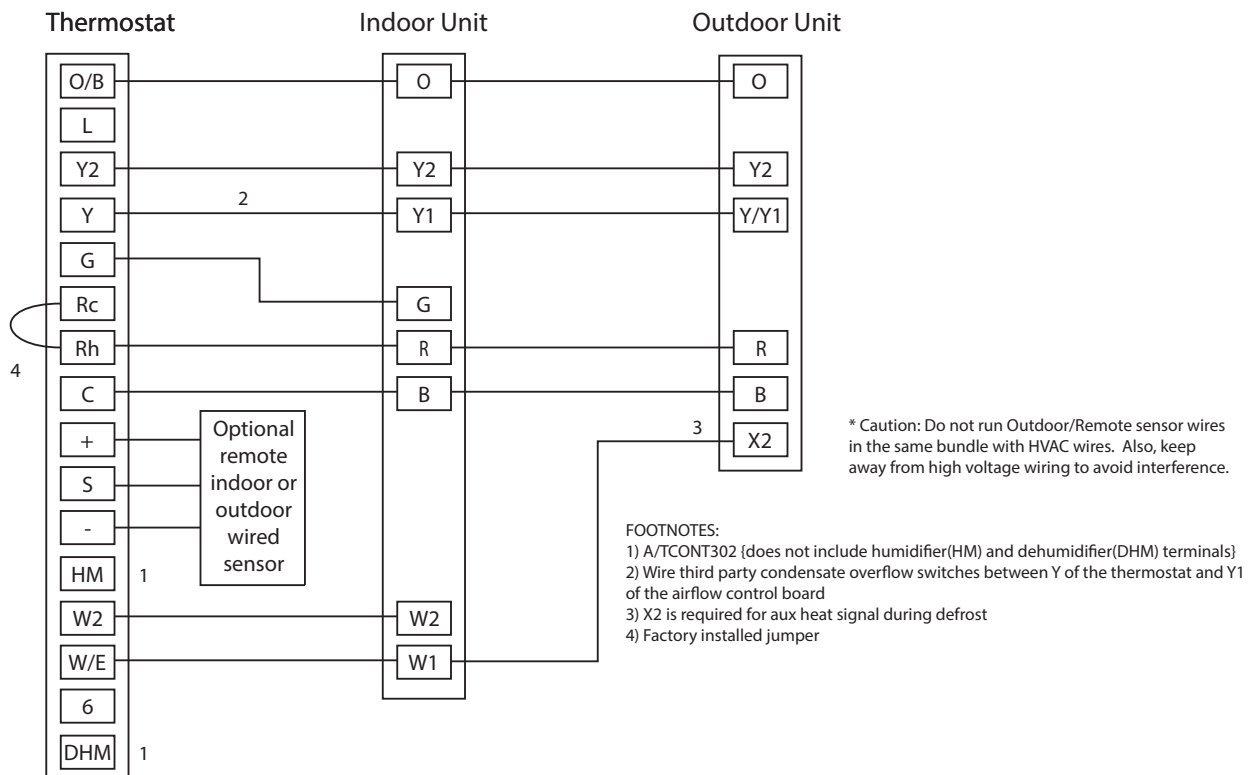 Thermostat
Indoor Unit
Outdoor Unit
O/B
O
O
L
Y2
Y2
Y2
2
Y
Y1
Y/Y1
G
Rc
G
Rh
R
R
4
C
B
B
+
Optional
remote
indoor or
outdoor
wired
sensor
S
-
3
X2
* Caution: Do not run Outdoor/Remote sensor wires
in the same bundle with HVAC wires. Also, keep
away from high voltage wiring to avoid interference.
HM
1
W2
W2
W/E
W1
6
DHM
1
FOOTNOTES:
1) A/TCONT302 {does not include humidifier(HM) and dehumidifier(DHM) terminals}
2) Wire third party condensate overflow switches between Y of the thermostat and Y1
of the airflow control board
3) X2 is required for aux heat signal during defrost
4) Factory installed jumper